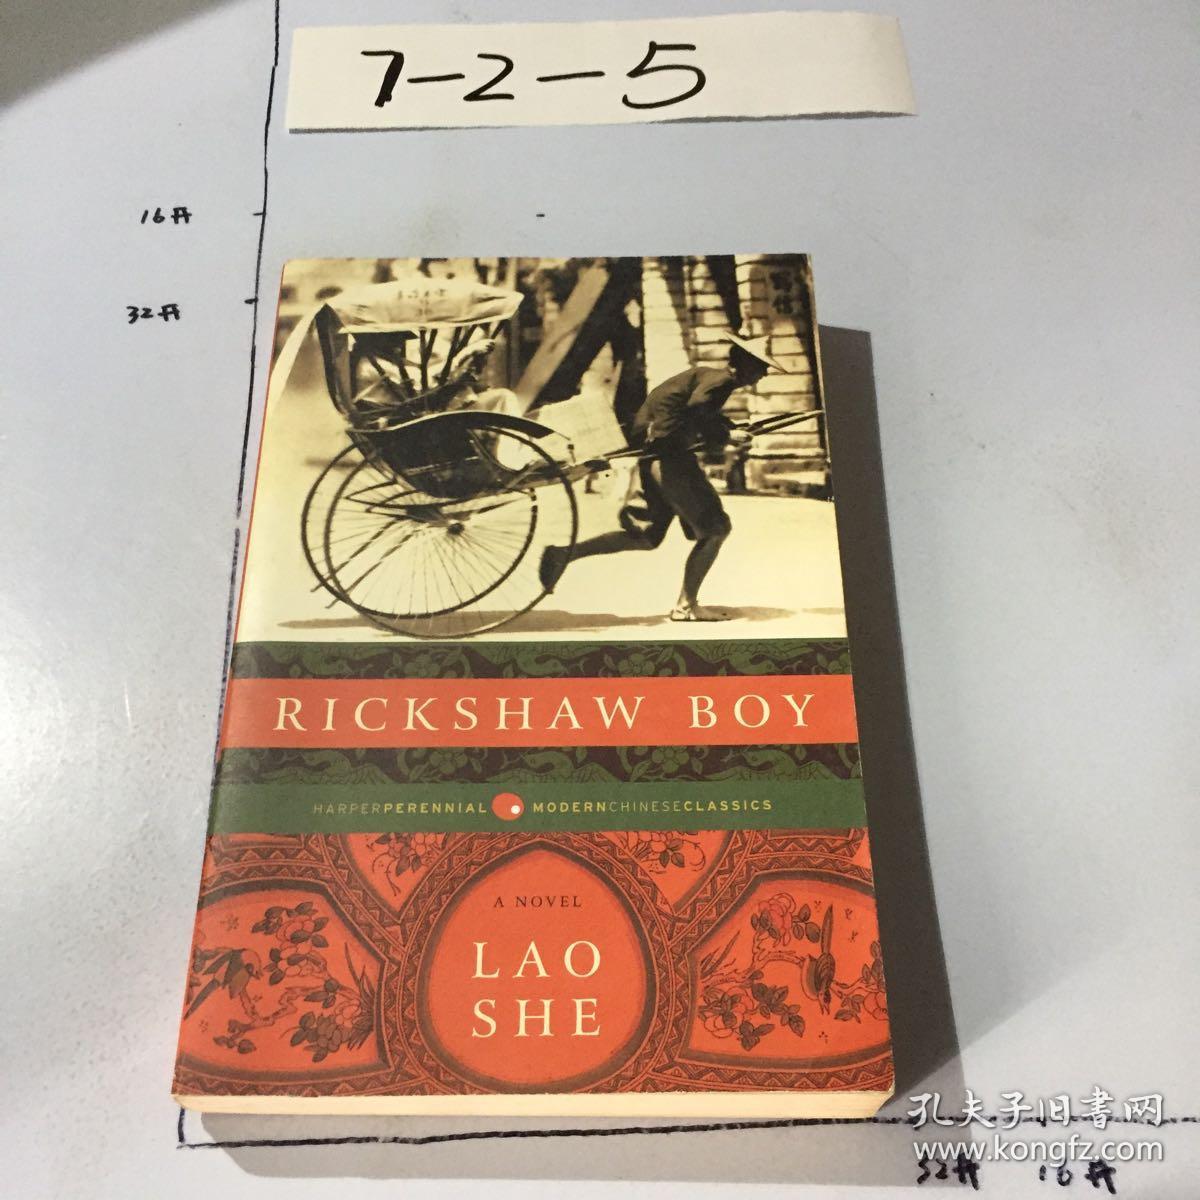 7-2-5
16开
32开
RICKSHAW BOY
HARPERPERENNIAL MODERNCHINESECLASSICS
A NOVEL
LAO
SHE
孔夫子旧書网
www.kongfz.com
32开 16开